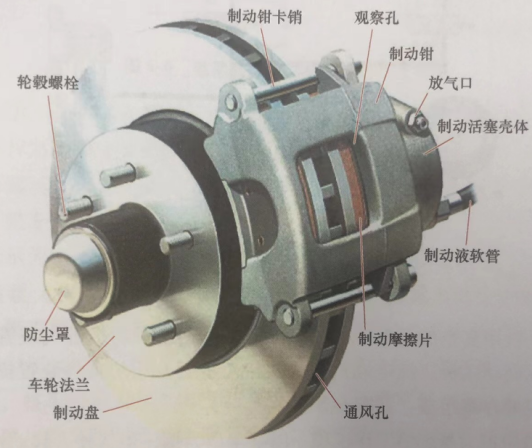 制动钳卡销
观察孔
制动钳
轮毂螺栓
放气口
制动活塞壳体
制动液软管
防尘罩
制动摩擦片
车轮法兰
制动盘
通风孔